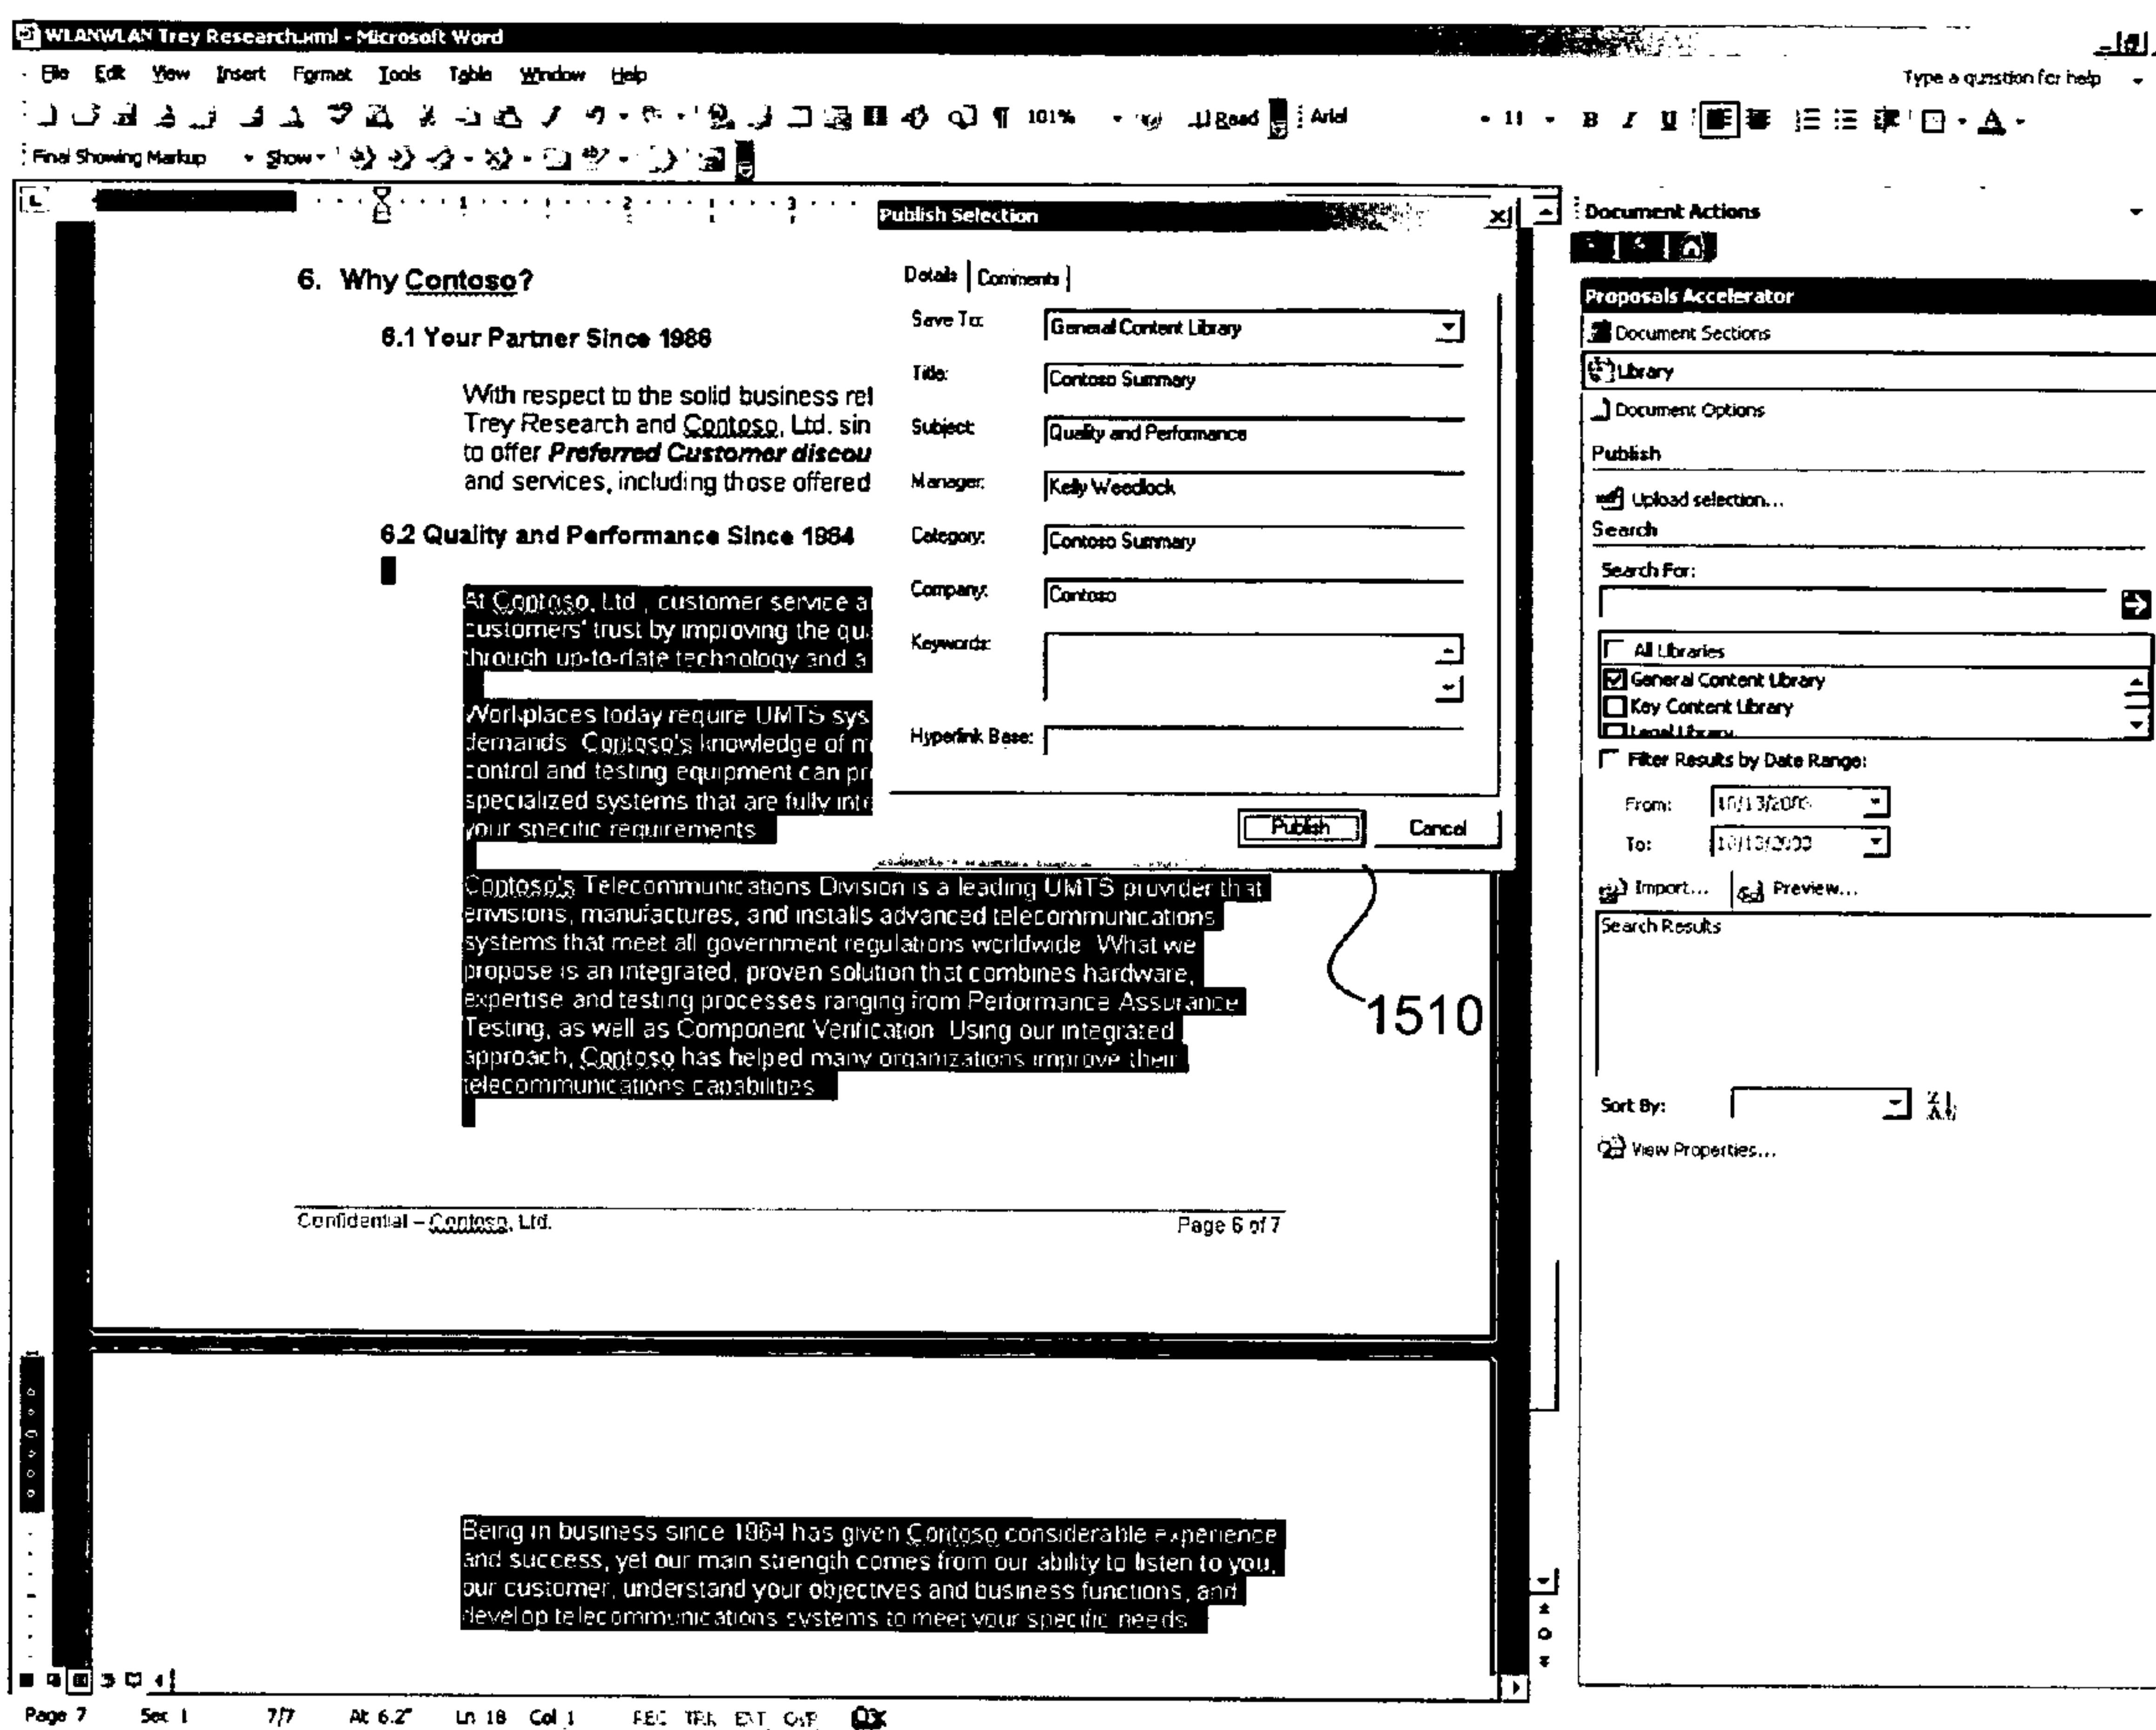 WLANWLAN Trey Research.xml - Microsoft Word
File Edit View Insert Format Tools Table Window Help
Type a question for help
101% Read Arial 11 B I U A
Final Showing Markup Show
1 2 3
6. Why Contoso?
6.1 Your Partner Since 1986
With respect to the solid business rel
Trey Research and Contoso, Ltd. sin
to offer Preferred Customer discou
and services, including those offered
6.2 Quality and Performance Since 1964
At Contoso, Ltd., customer service a
customers' trust by improving the qu
through up-to-date technology and a
Workplaces today require UMTS sys
demands. Contoso's knowledge of m
control and testing equipment can pr
specialized systems that are fully inte
your specific requirements
Contoso's Telecommunications Division is a leading UMTS provider that
envisions, manufactures, and installs advanced telecommunications
systems that meet all government regulations worldwide. What we
propose is an integrated, proven solution that combines hardware,
expertise and testing processes ranging from Performance Assurance
Testing, as well as Component Verification. Using our integrated
approach, Contoso has helped many organizations improve their
telecommunications capabilities
Confidential – Contoso, Ltd. Page 6 of 7
Being in business since 1964 has given Contoso considerable experience
and success, yet our main strength comes from our ability to listen to you,
our customer, understand your objectives and business functions, and
develop telecommunications systems to meet your specific needs
Publish Selection
Details Comments
Save To: General Content Library
Title: Contoso Summary
Subject: Quality and Performance
Manager: Kelly Weadlock
Category: Contoso Summary
Company: Contoso
Keywords:
Hyperlink Base:
Publish Cancel
1510
Document Actions
Proposals Accelerator
Document Sections
Library
Document Options
Publish
Upload selection...
Search
Search For:
All Libraries
General Content Library
Key Content Library
Legal Library
Filter Results by Date Range:
From:
To:
Import... Preview...
Search Results
Sort By:
View Properties...
Page 7 Sec 1 7/7 At 6.2" Ln 18 Col 1 REC TRK EXT OVR